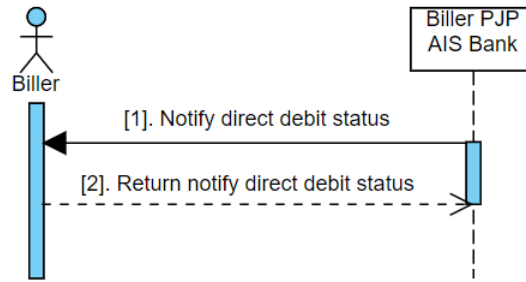 Biller PJP
AIS Bank
Biller
[1]. Notify direct debit status
[2]. Return notify direct debit status